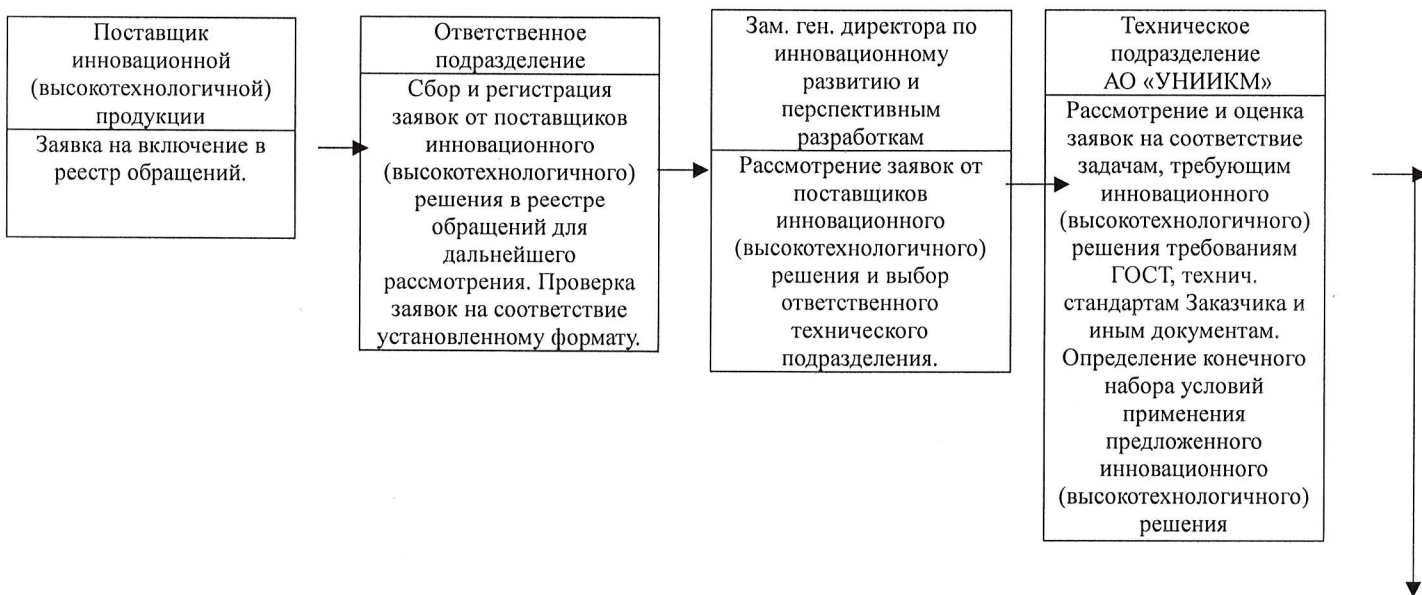 Поставщик
инновационной
(высокотехнологичной)
продукции
Заявка на включение в
реестр обращений.
Ответственное
подразделение
Сбор и регистрация
заявок от поставщиков
инновационного
(высокотехнологичного)
решения в реестре
обращений для
дальнейшего
рассмотрения. Проверка
заявок на соответствие
установленному формату.
Зам. ген. директора по
инновационному
развитию и
перспективным
разработкам
Рассмотрение заявок от
поставщиков
инновационного
(высокотехнологичного)
решения и выбор
ответственного
технического
подразделения.
Техническое
подразделение
АО «УНИИКМ»
Рассмотрение и оценка
заявок на соответствие
задачам, требующим
инновационного
(высокотехнологичного)
решения требованиям
ГОСТ, технич.
стандартам Заказчика и
иным документам.
Определение конечного
набора условий
применения
предложенного
инновационного
(высокотехнологичного)
решения